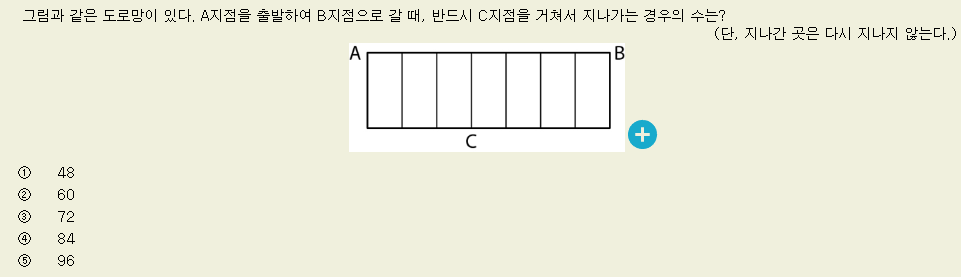 그림과 같은 도로망이 있다. A지점을 출발하여 B지점으로 갈 때, 반드시 C지점을 거쳐서 지나가는 경우의 수는?
(단, 지나간 곳은 다시 지나지 않는다.)
A B
C
① 48
② 60
③ 72
④ 84
⑤ 96